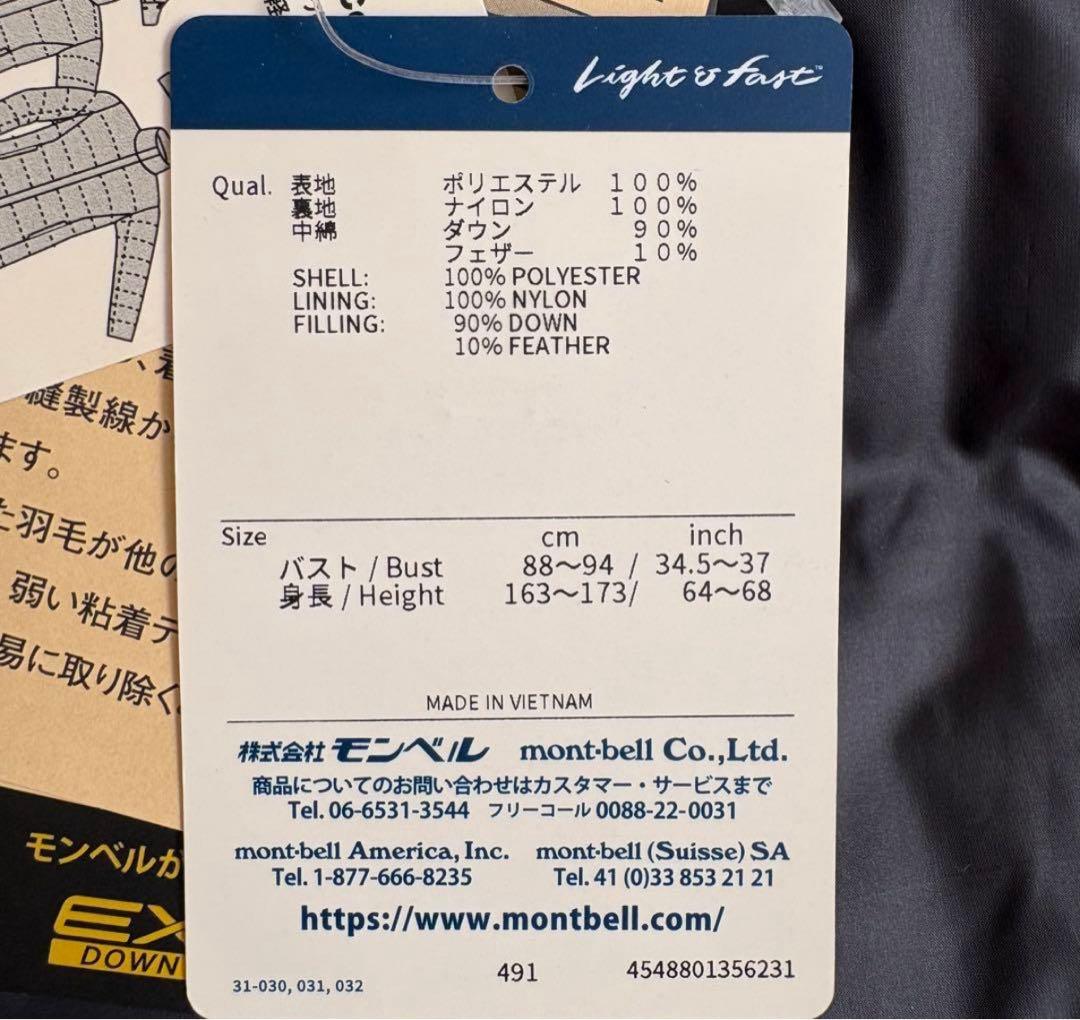 Light & fast™
Qual. 表地 ポリエステル 100%
裏地 ナイロン 100%
中綿 ダウン 90%
フェザー 10%
SHELL: 100% POLYESTER
LINING: 100% NYLON
FILLING: 90% DOWN
10% FEATHER
Size cm inch
バスト / Bust 88〜94 / 34.5〜37
身長 / Height 163〜173/ 64〜68
MADE IN VIETNAM
株式会社 モンベル mont-bell Co.,Ltd.
商品についてのお問い合わせはカスタマー・サービスまで
Tel. 06-6531-3544 フリーコール 0088-22-0031
mont-bell America, Inc. mont-bell (Suisse) SA
Tel. 1-877-666-8235 Tel. 41 (0)33 853 21 21
https://www.montbell.com/
31-030, 031, 032 491 4548801356231
縫製線か
ます。
た羽毛が他の
弱い粘着テ
易に取り除く
モンベルが
EX
DOWN